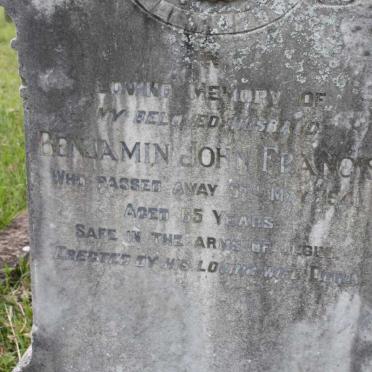 IN
LOVING MEMORY OF
MY BELOVED HUSBAND
BENJAMIN JOHN FRANCIS
WHO PASSED AWAY
AGED 65 YEARS
SAFE IN THE ARMS OF JESUS
ERECTED BY HIS LOVING WIFE